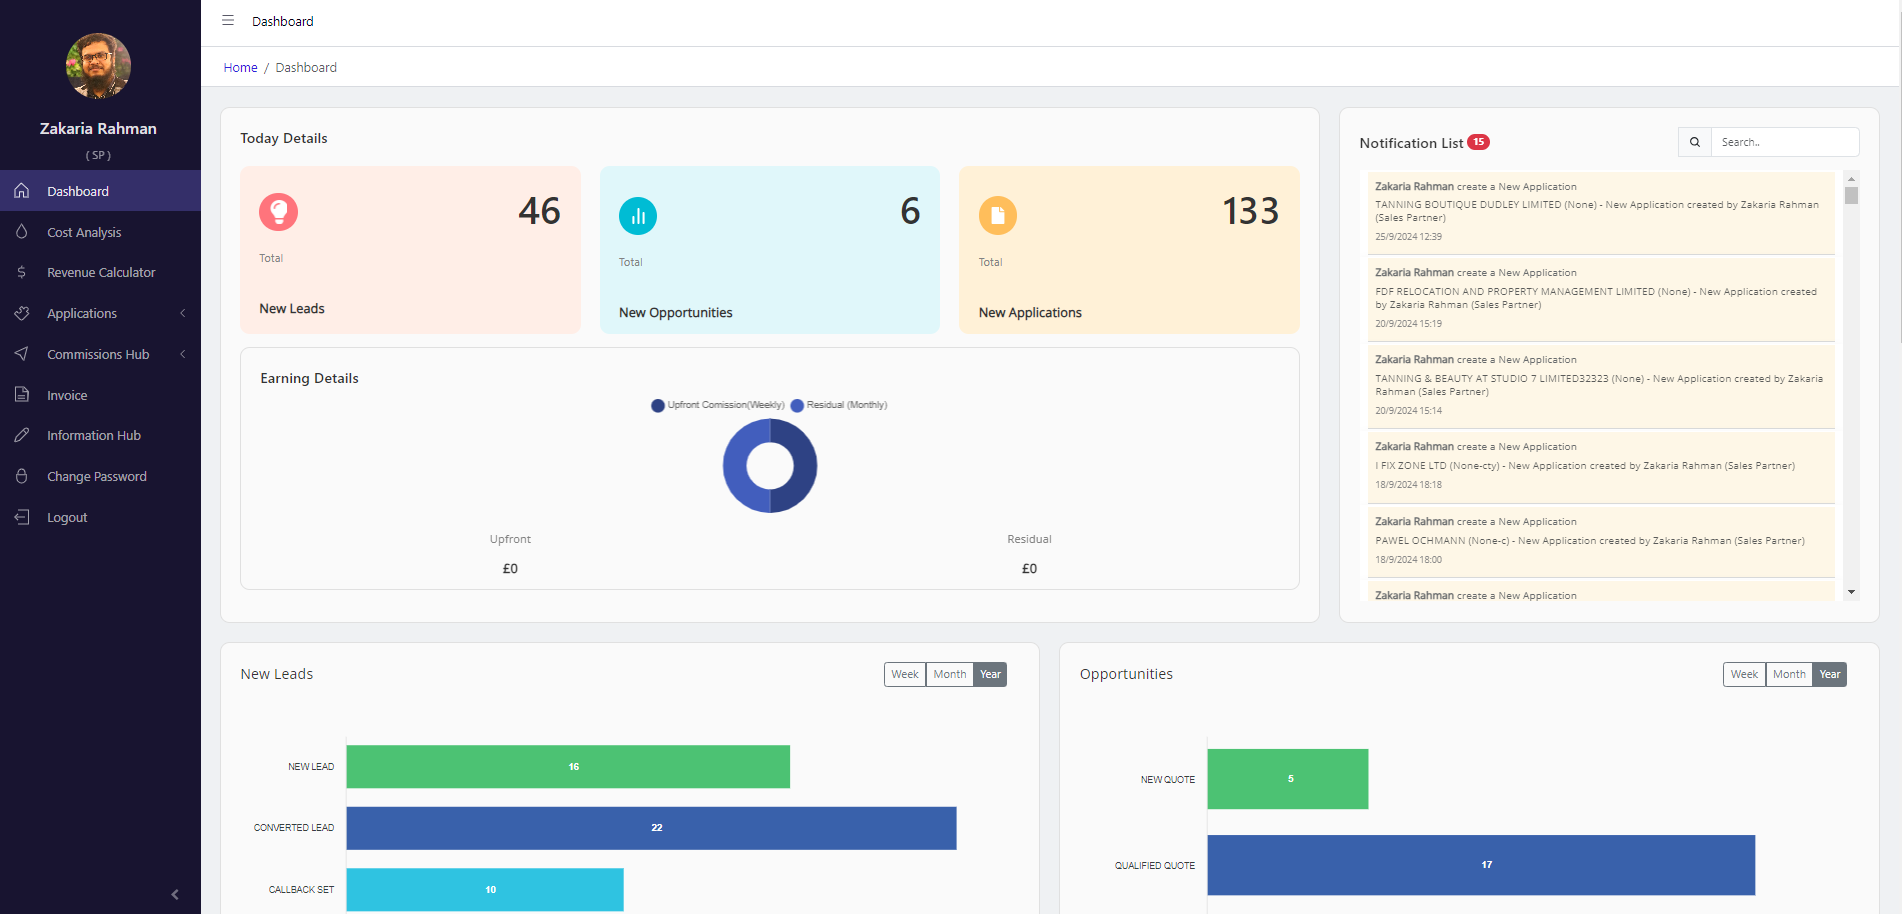 Zakaria Rahman
( SP )
Dashboard
Cost Analysis
Revenue Calculator
Applications
Commissions Hub
Invoice
Information Hub
Change Password
Logout
Dashboard
Home / Dashboard
Today Details
46
Total
New Leads
6
Total
New Opportunities
133
Total
New Applications
Earning Details
Upfront Comission(Weekly) Residual (Monthly)
Upfront
£0
Residual
£0
Notification List 15
Search..
Zakaria Rahman create a New Application
TANNING BOUTIQUE DUDLEY LIMITED (None) - New Application created by Zakaria Rahman
(Sales Partner)
25/9/2024 12:39
Zakaria Rahman create a New Application
FDF RELOCATION AND PROPERTY MANAGEMENT LIMITED (None) - New Application created
by Zakaria Rahman (Sales Partner)
20/9/2024 15:19
Zakaria Rahman create a New Application
TANNING & BEAUTY AT STUDIO 7 LIMITED32323 (None) - New Application created by Zakaria
Rahman (Sales Partner)
20/9/2024 15:14
Zakaria Rahman create a New Application
I FIX ZONE LTD (None-cty) - New Application created by Zakaria Rahman (Sales Partner)
18/9/2024 18:18
Zakaria Rahman create a New Application
PAWEL OCHMANN (None-c) - New Application created by Zakaria Rahman (Sales Partner)
18/9/2024 18:00
Zakaria Rahman create a New Application
New Leads
Week Month Year
NEW LEAD 16
CONVERTED LEAD 22
CALLBACK SET 10
Opportunities
Week Month Year
NEW QUOTE 5
QUALIFIED QUOTE 17